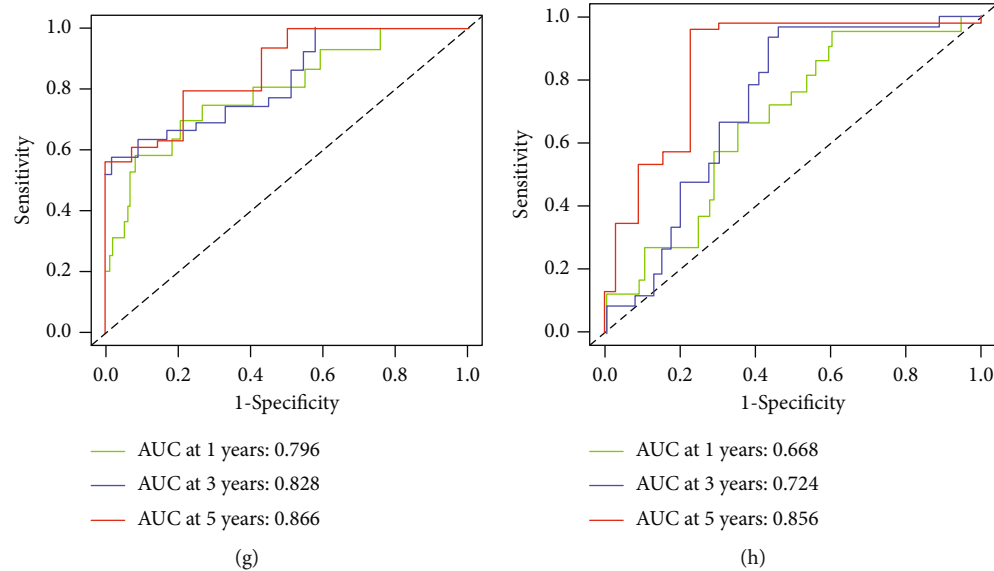 1.0
0.8
0.6
0.4
0.2
0.0
Sensitivity
0.0 0.2 0.4 0.6 0.8 1.0
1-Specificity
AUC at 1 years: 0.796
AUC at 3 years: 0.828
AUC at 5 years: 0.866
(g)
1.0
0.8
0.6
0.4
0.2
0.0
Sensitivity
0.0 0.2 0.4 0.6 0.8 1.0
1-Specificity
AUC at 1 years: 0.668
AUC at 3 years: 0.724
AUC at 5 years: 0.856
(h)